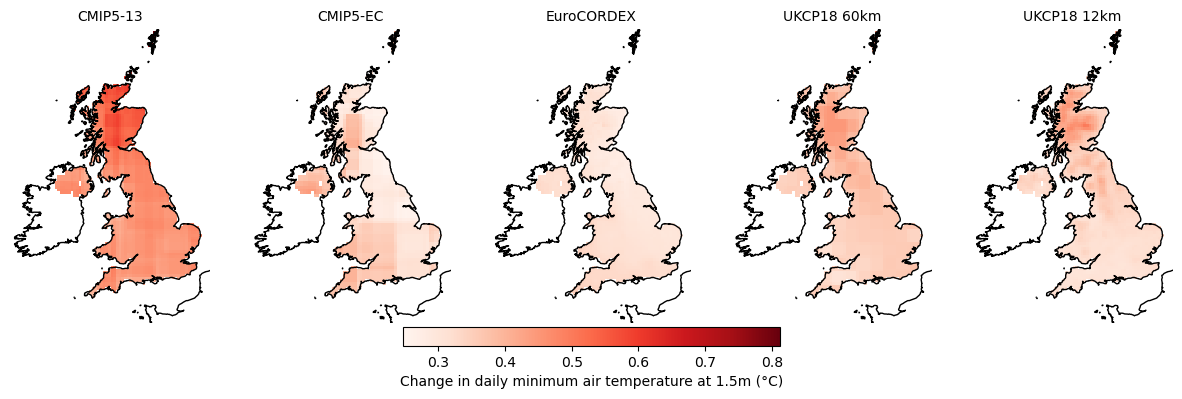 CMIP5-13
CMIP5-EC
EuroCORDEX
UKCP18 60km
UKCP18 12km
0.3 0.4 0.5 0.6 0.7 0.8
Change in daily minimum air temperature at 1.5m (°C)